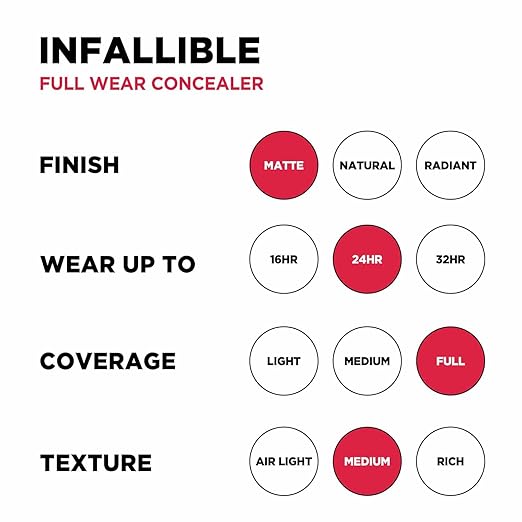 INFALLIBLE
FULL WEAR CONCEALER
FINISH MATTE NATURAL RADIANT
WEAR UP TO 16HR 24HR 32HR
COVERAGE LIGHT MEDIUM FULL
TEXTURE AIR LIGHT MEDIUM RICH